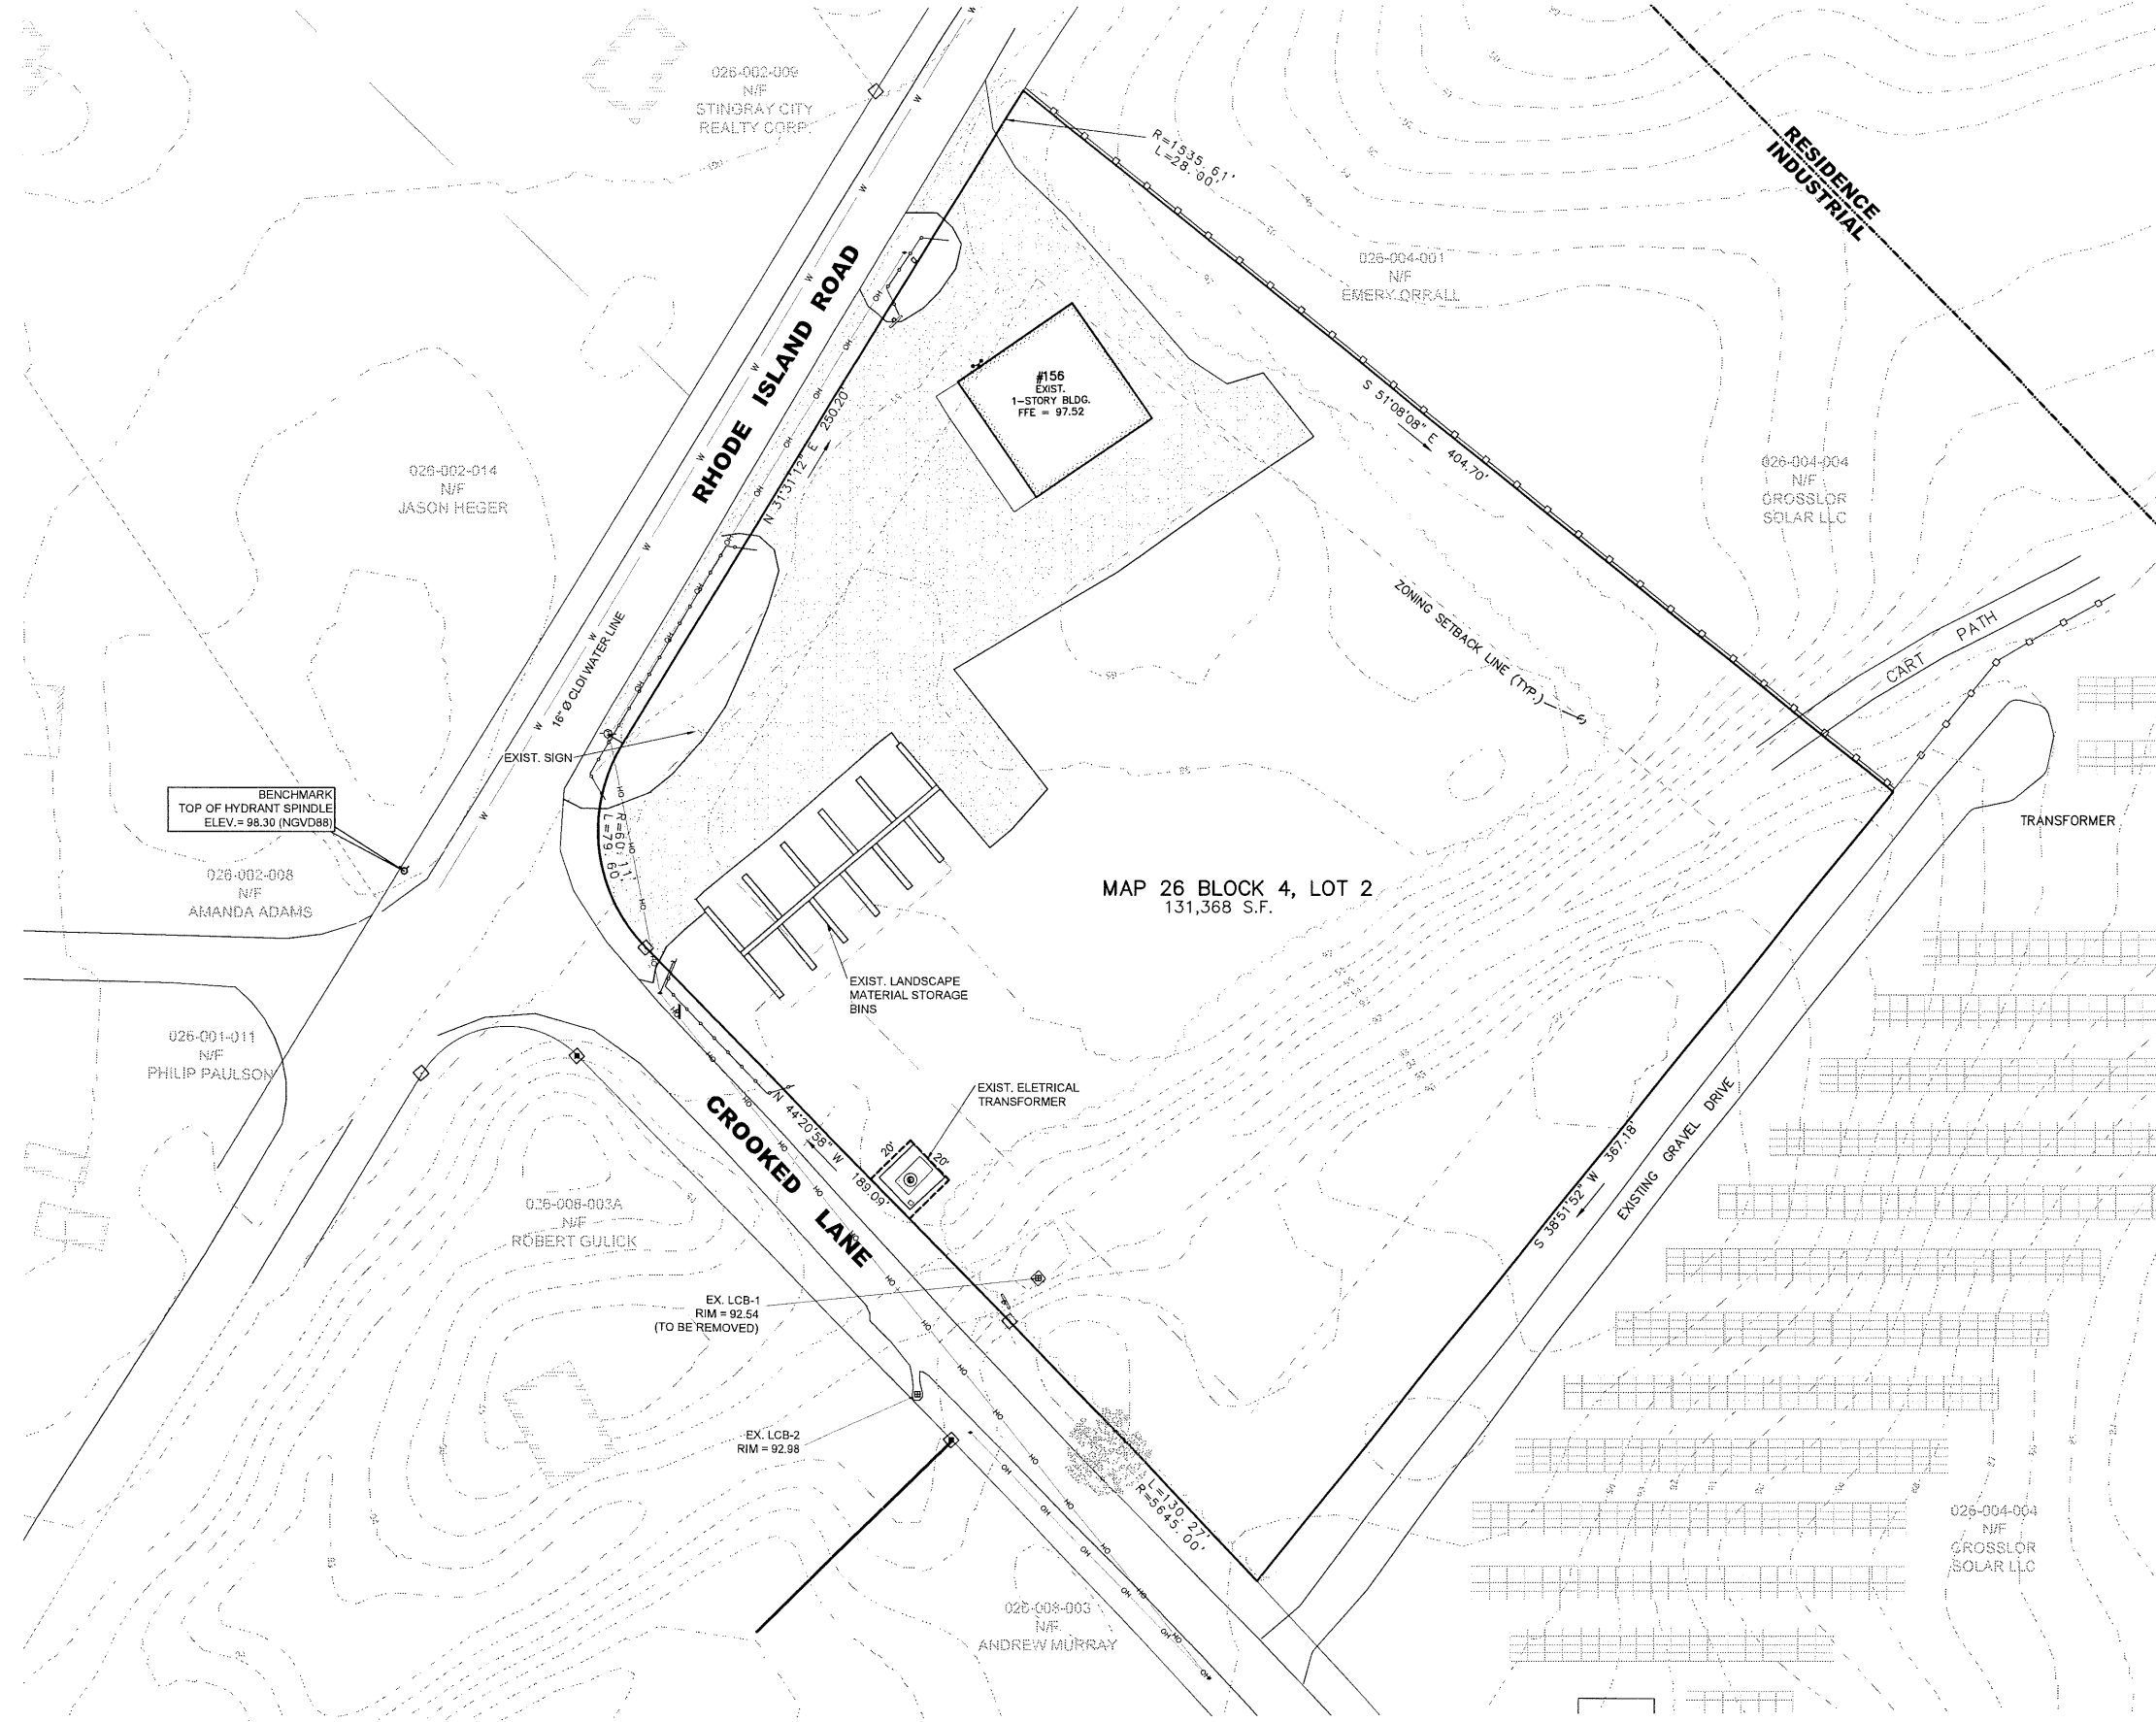 026-002-009
N/F
STINGRAY CITY
REALTY CORP.
R=1535.61'
L=28.00'
RESIDENCE
INDUSTRIAL
026-004-001
N/F
EMERY ORRALL
RHODE ISLAND ROAD
N 31°31'12" E 250.20'
#156
EXIST.
1-STORY BLDG.
FFE = 97.52
S 51°08'08" E 404.70'
026-002-014
N/F
JASON HEGER
026-004-004
N/F
GROSSLOR
SOLAR LLC
ZONING SETBACK LINE (TYP.)
CART PATH
16" Ø CLDI WATER LINE
EXIST. SIGN
BENCHMARK
TOP OF HYDRANT SPINDLE
ELEV.= 98.30 (NGVD88)
R=60.11'
L=79.60'
TRANSFORMER
026-002-008
N/F
AMANDA ADAMS
MAP 26 BLOCK 4, LOT 2
131,368 S.F.
EXIST. LANDSCAPE
MATERIAL STORAGE
BINS
026-001-011
N/F
PHILIP PAULSON
EXIST. ELETRICAL
TRANSFORMER
N 44°20'58" W 189.09'
20'
20'
CROOKED LANE
S 38°51'52" W 367.18'
EXISTING GRAVEL DRIVE
026-008-003A
N/F
ROBERT GULICK
EX. LCB-1
RIM = 92.54
(TO BE REMOVED)
EX. LCB-2
RIM = 92.98
L=130.27'
R=5645.00'
026-004-004
N/F
GROSSLOR
SOLAR LLC
026-008-003
N/F
ANDREW MURRAY